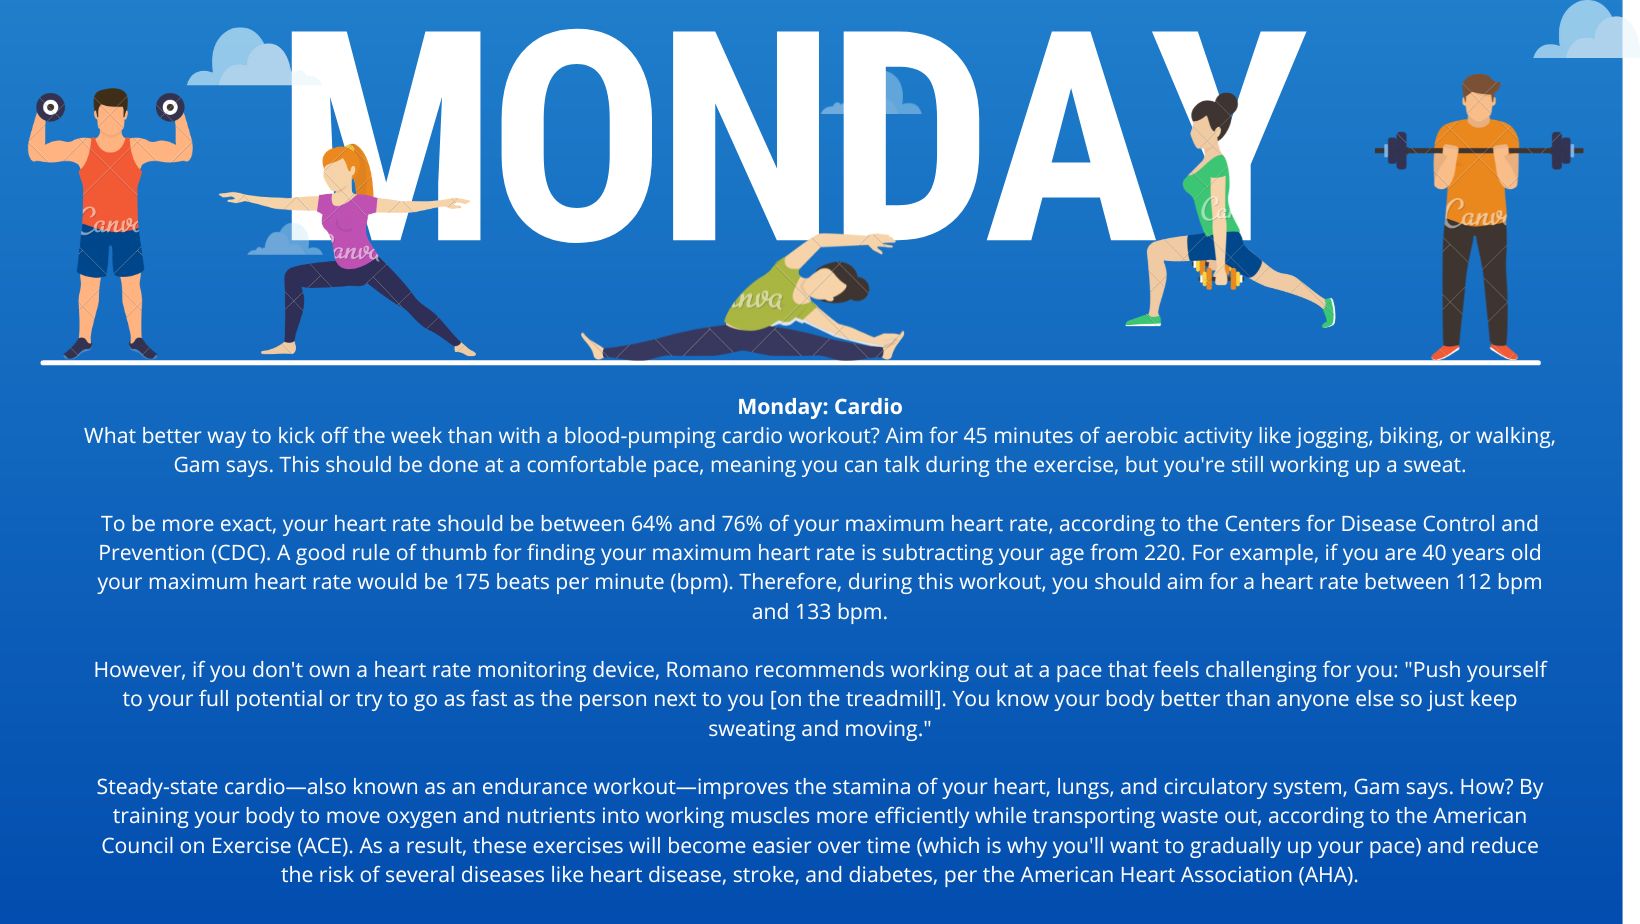 MONDAY
Canva
Canva
anva
anva
Ca
Canva
Monday: Cardio
What better way to kick off the week than with a blood-pumping cardio workout? Aim for 45 minutes of aerobic activity like jogging, biking, or walking,
Gam says. This should be done at a comfortable pace, meaning you can talk during the exercise, but you're still working up a sweat.
To be more exact, your heart rate should be between 64% and 76% of your maximum heart rate, according to the Centers for Disease Control and
Prevention (CDC). A good rule of thumb for finding your maximum heart rate is subtracting your age from 220. For example, if you are 40 years old
your maximum heart rate would be 175 beats per minute (bpm). Therefore, during this workout, you should aim for a heart rate between 112 bpm
and 133 bpm.
However, if you don't own a heart rate monitoring device, Romano recommends working out at a pace that feels challenging for you: "Push yourself
to your full potential or try to go as fast as the person next to you [on the treadmill]. You know your body better than anyone else so just keep
sweating and moving."
Steady-state cardio—also known as an endurance workout—improves the stamina of your heart, lungs, and circulatory system, Gam says. How? By
training your body to move oxygen and nutrients into working muscles more efficiently while transporting waste out, according to the American
Council on Exercise (ACE). As a result, these exercises will become easier over time (which is why you'll want to gradually up your pace) and reduce
the risk of several diseases like heart disease, stroke, and diabetes, per the American Heart Association (AHA).